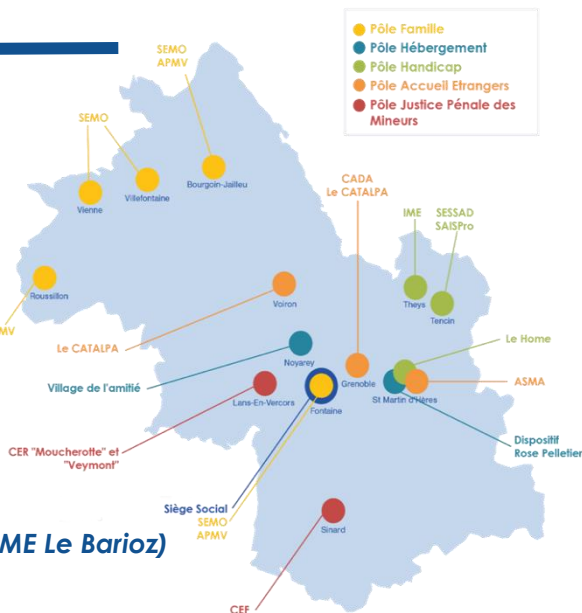 Pôle Famille
Pôle Hébergement
Pôle Handicap
Pôle Accueil Etrangers
Pôle Justice Pénale des
Mineurs
SEMO
APMV
SEMO
Bourgoin-Jailleu
Villefontaine
Vienne
CADA
Le CATALPA
IME
SESSAD
SAISPro
Theys
Tencin
Roussillon
MV
Voiron
Le CATALPA
Noyarey
Village de l'amitié
Le Home
Grenoble
St Martin d'Hères
ASMA
Lans-En-Vercors
Fontaine
Dispositif
Rose Pelletier
CER "Moucherotte" et
"Veymont"
Siège Social
SEMO
APMV
Sinard
ME Le Barioz)
CEF